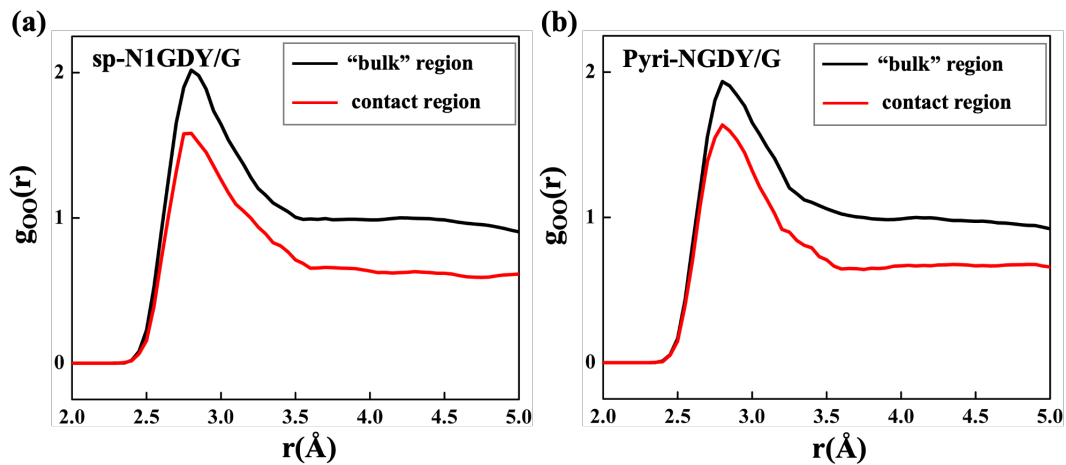 (a)
sp-N1GDY/G
"bulk" region
contact region
2
1
0
gOO(r)
2.0 2.5 3.0 3.5 4.0 4.5 5.0
r(Å)
(b)
Pyri-NGDY/G
"bulk" region
contact region
2
1
0
gOO(r)
2.0 2.5 3.0 3.5 4.0 4.5 5.0
r(Å)